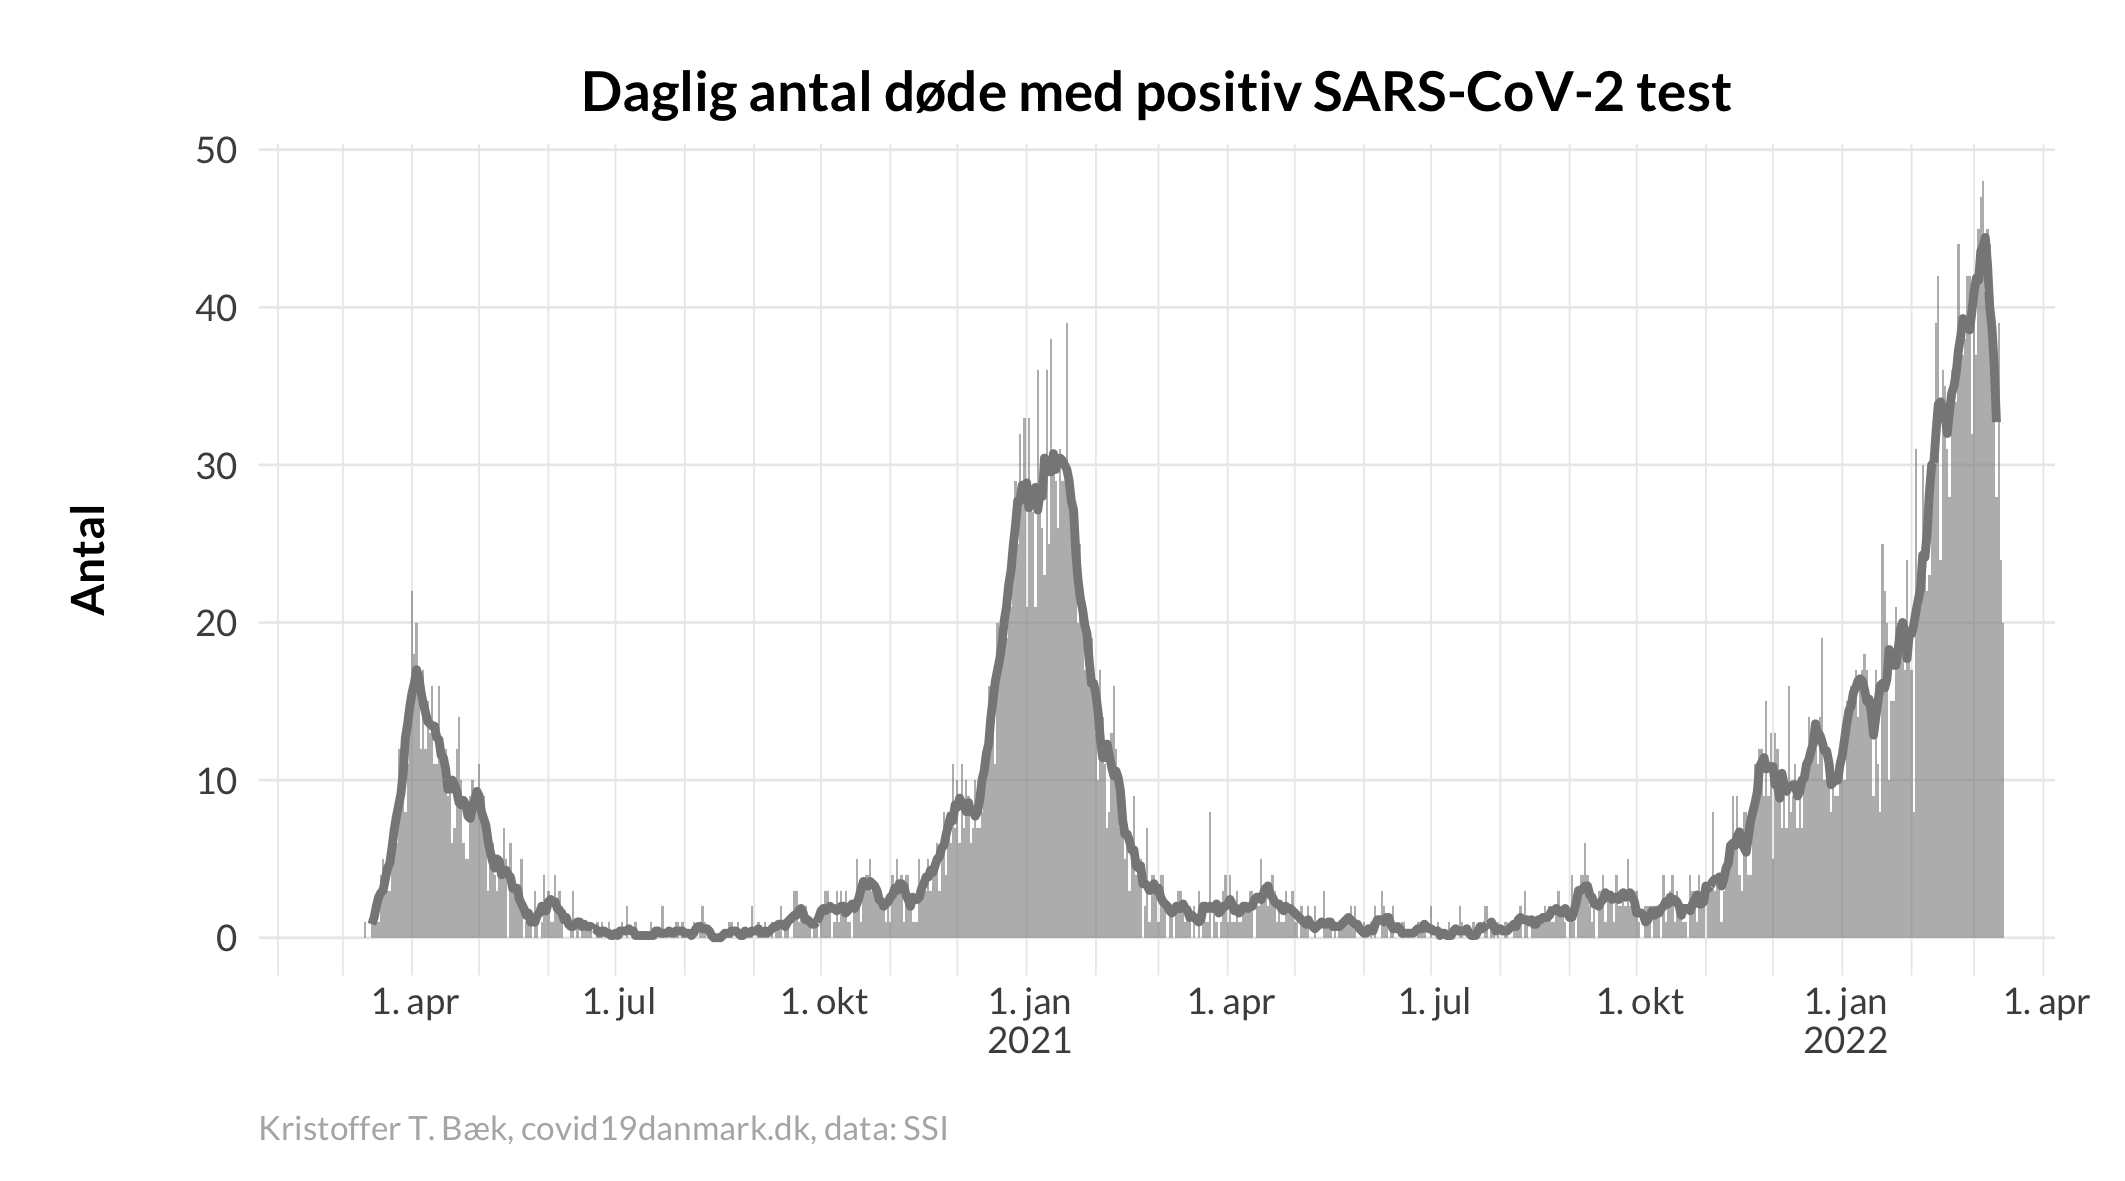 Daglig antal døde med positiv SARS-CoV-2 test
50
40
30
20
10
0
Antal
1. apr
1. jul
1. okt
1. jan
2021
1. apr
1. jul
1. okt
1. jan
2022
1. apr
Kristoffer T. Bæk, covid19danmark.dk, data: SSI